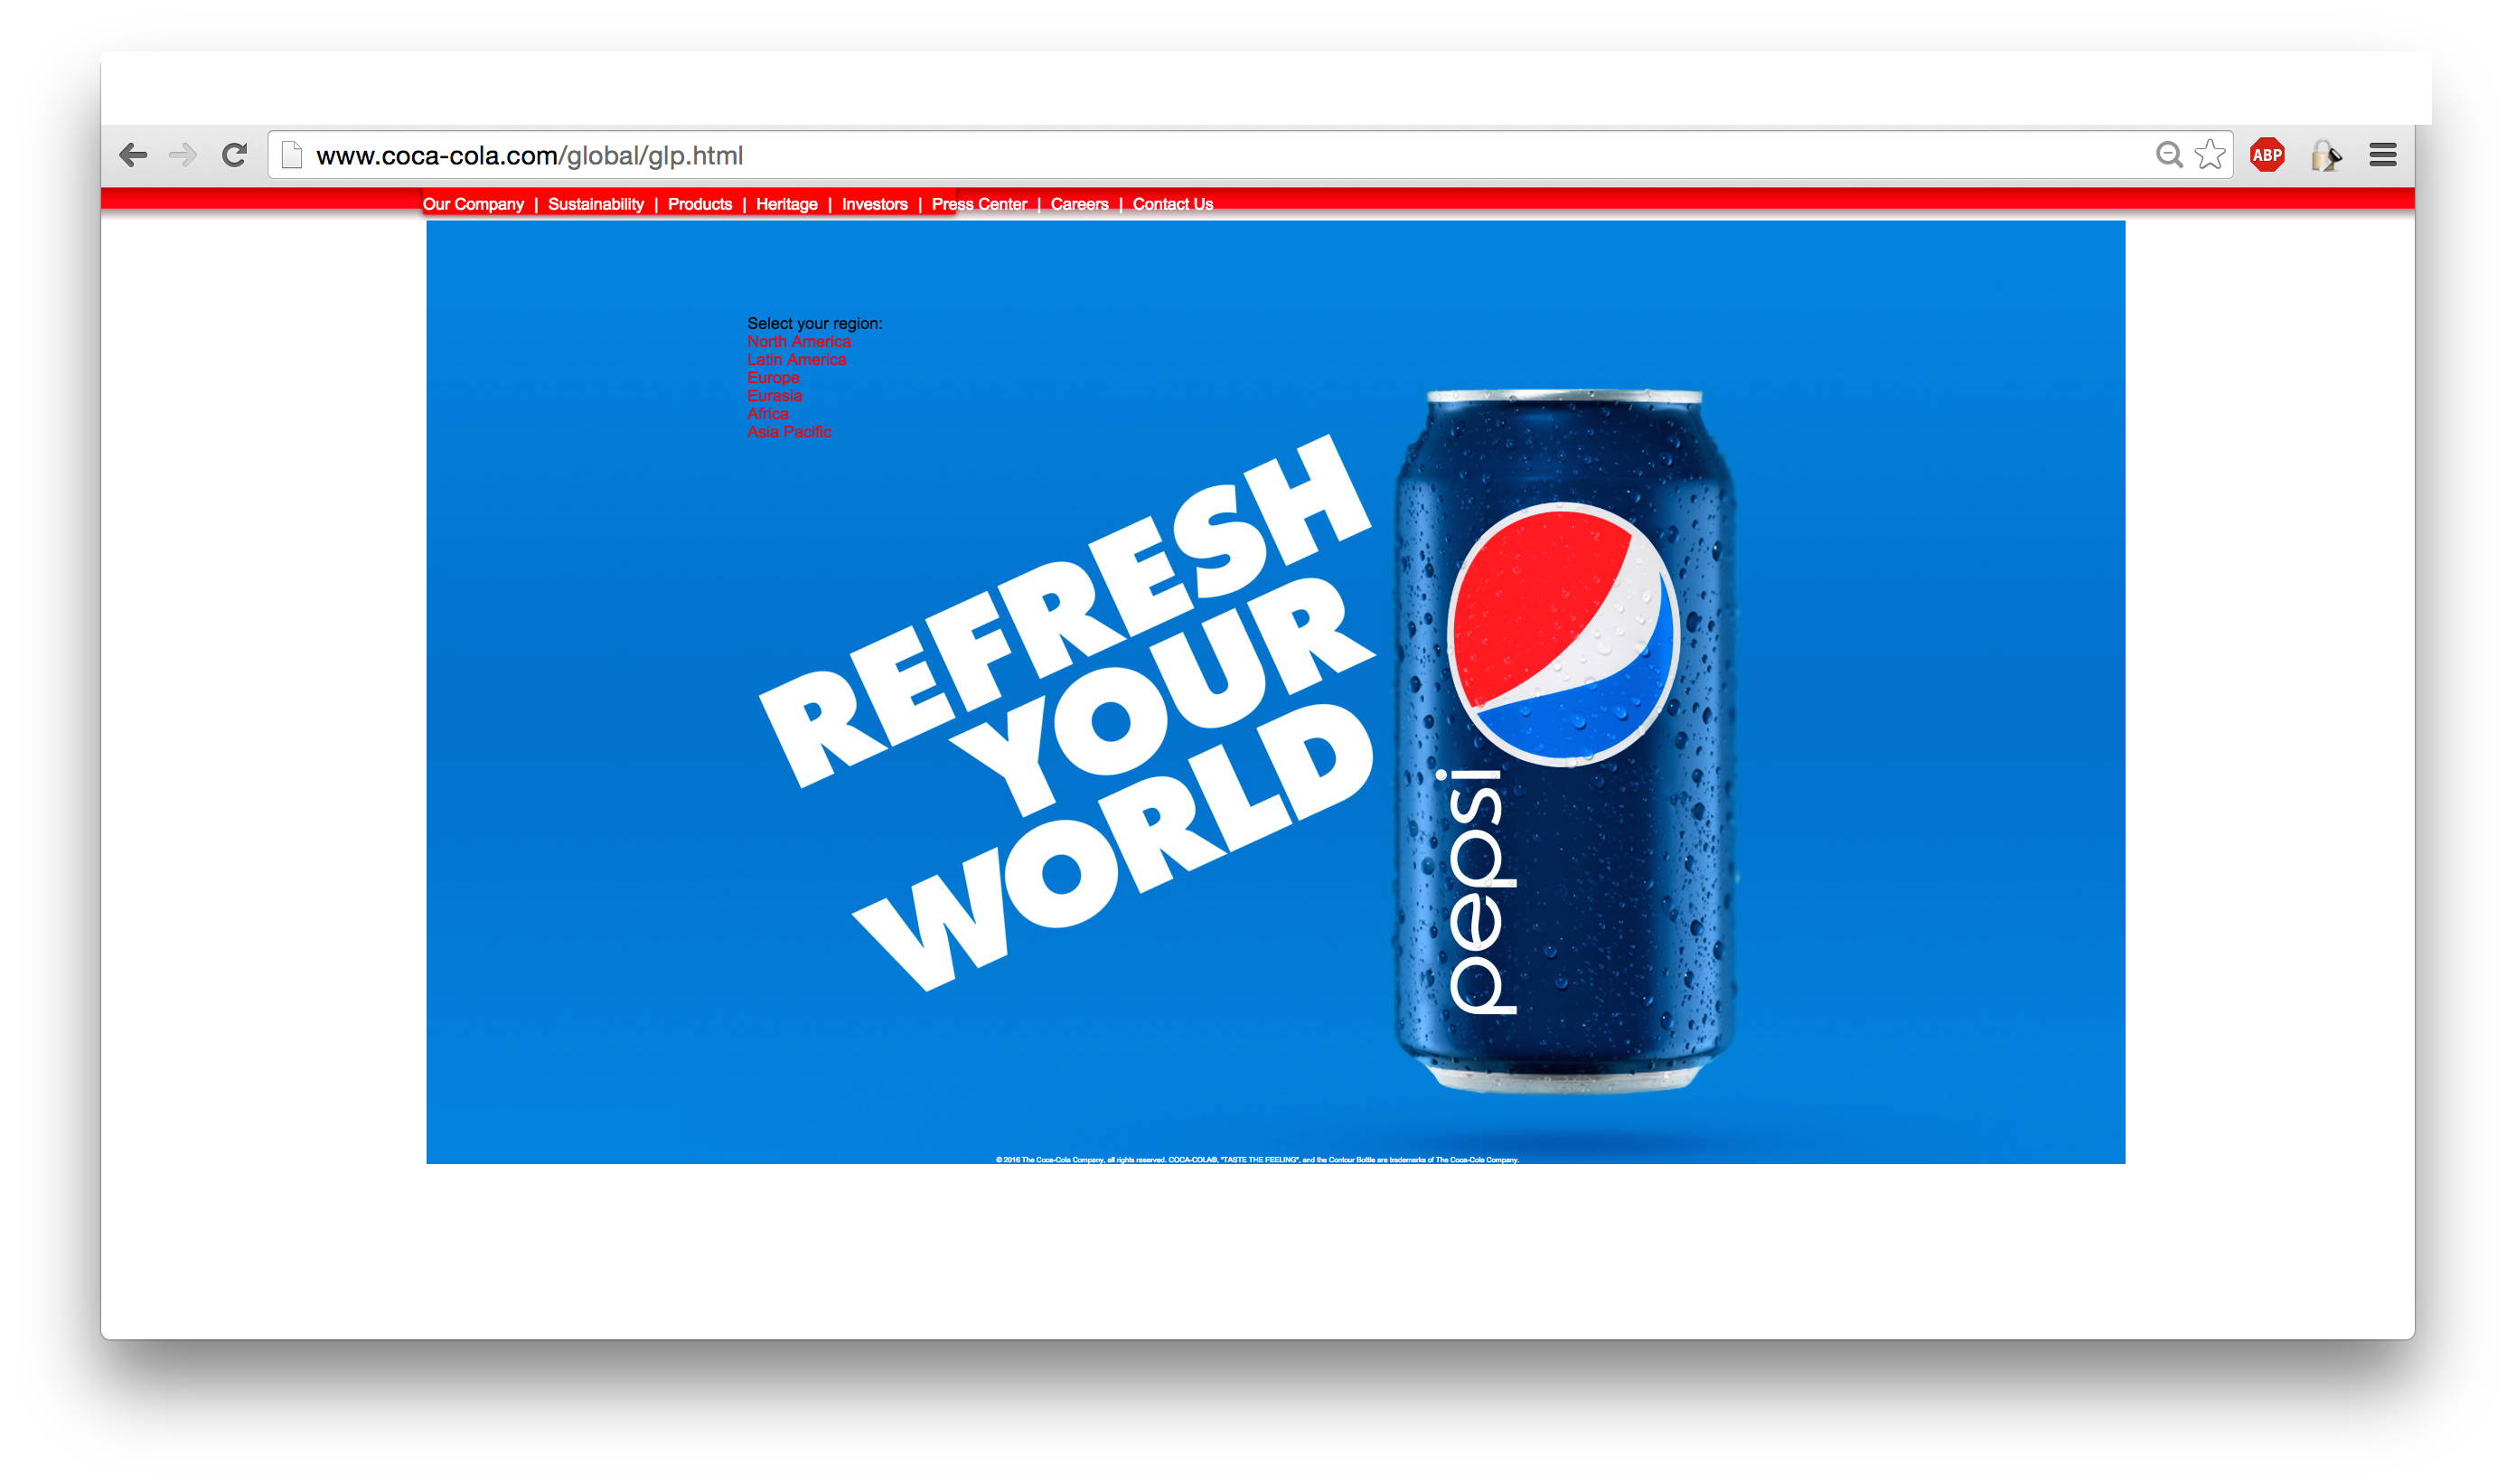 www.coca-cola.com/global/glp.html
ABP
Our Company | Sustainability | Products | Heritage | Investors | Press Center | Careers | Contact Us
Select your region:
North America
Latin America
Europe
Eurasia
Africa
Asia Pacific
REFRESH
YOUR
WORLD
pepsi
© 2016 The Coca-Cola Company, all rights reserved. COCA-COLA®, "TASTE THE FEELING", and the Contour Bottle are trademarks of The Coca-Cola Company.